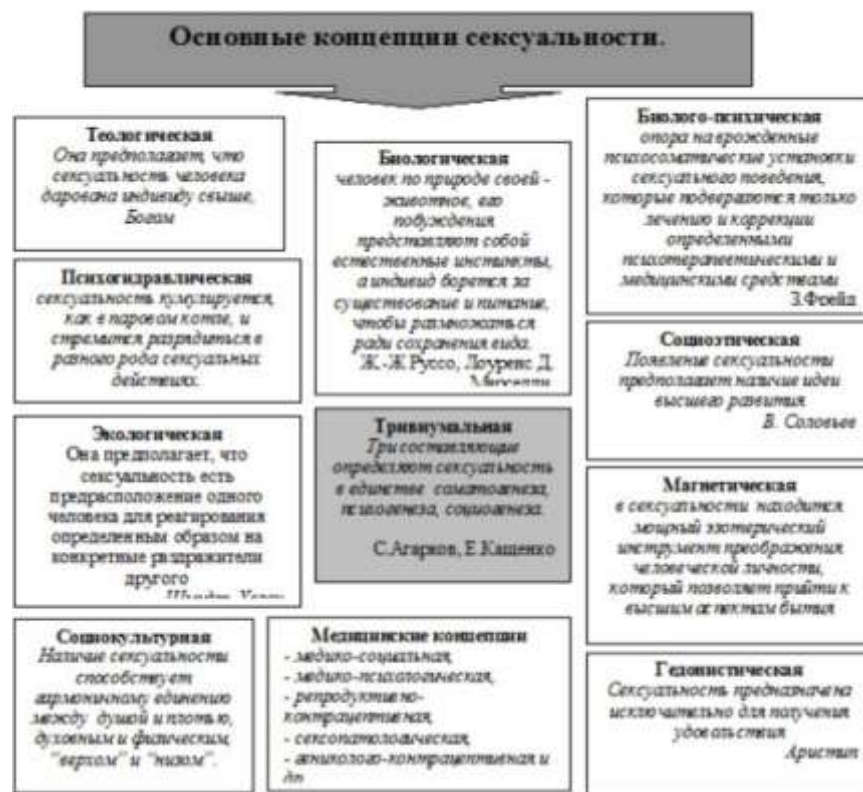 Основные концепции сексуальности.
Теологическая
Она предполагает, что
сексуальность человека
дарована индивиду свыше,
Богом
Психогидравлическая
сексуальность кумулируется,
как в паровом котле, и
стремится разрядиться в
разного рода сексуальных
действиях.
Экологическая
Она предполагает, что
сексуальность есть
предрасположение одного
человека для реагирования
определенным образом на
конкретные раздражители
другого
Социокультурная
Наличие сексуальности
способствует
гармоничному единению
между душой и плотью,
духовным и физическим,
"верхом" и "низом".
Биологическая
человек по природе своей -
животное, его
побуждения
представляют собой
естественные инстинкты,
а индивид борется за
существование и питание,
чтобы размножаться
ради сохранения вида.
Ж.-Ж Руссо, Лоуренс Д.
Тривиумальная
Три составляющие
определяют сексуальность
в единстве саматогенеза,
психогенеза, социогенеза
С.Агарков, Е.Кащенко
Медицинские концепции
- медико-социальная,
- медико-психологическая,
- репродуктивно-
контрацептивная,
- сексопатологическая,
- гениколого-контрацептивная и
др
Биолого-психическая
опора на врожденные
психосоматические установки
сексуального поведения,
которые подвергаются только
лечению и коррекции
определенными
психотерапевтическими и
медицинскими средствами
З.Фрейд
Социоэтическая
Появление сексуальности
предполагает наличие идеи
высшего развития
В. Соловьев
Магнетическая
в сексуальности находится
мощный эзотерический
инструмент преображения
человеческой личности,
который позволяет прийти к
высшим аспектам бытия
Гедонистическая
Сексуальность предназначена
исключительно для получения
удовольствия
Аристип